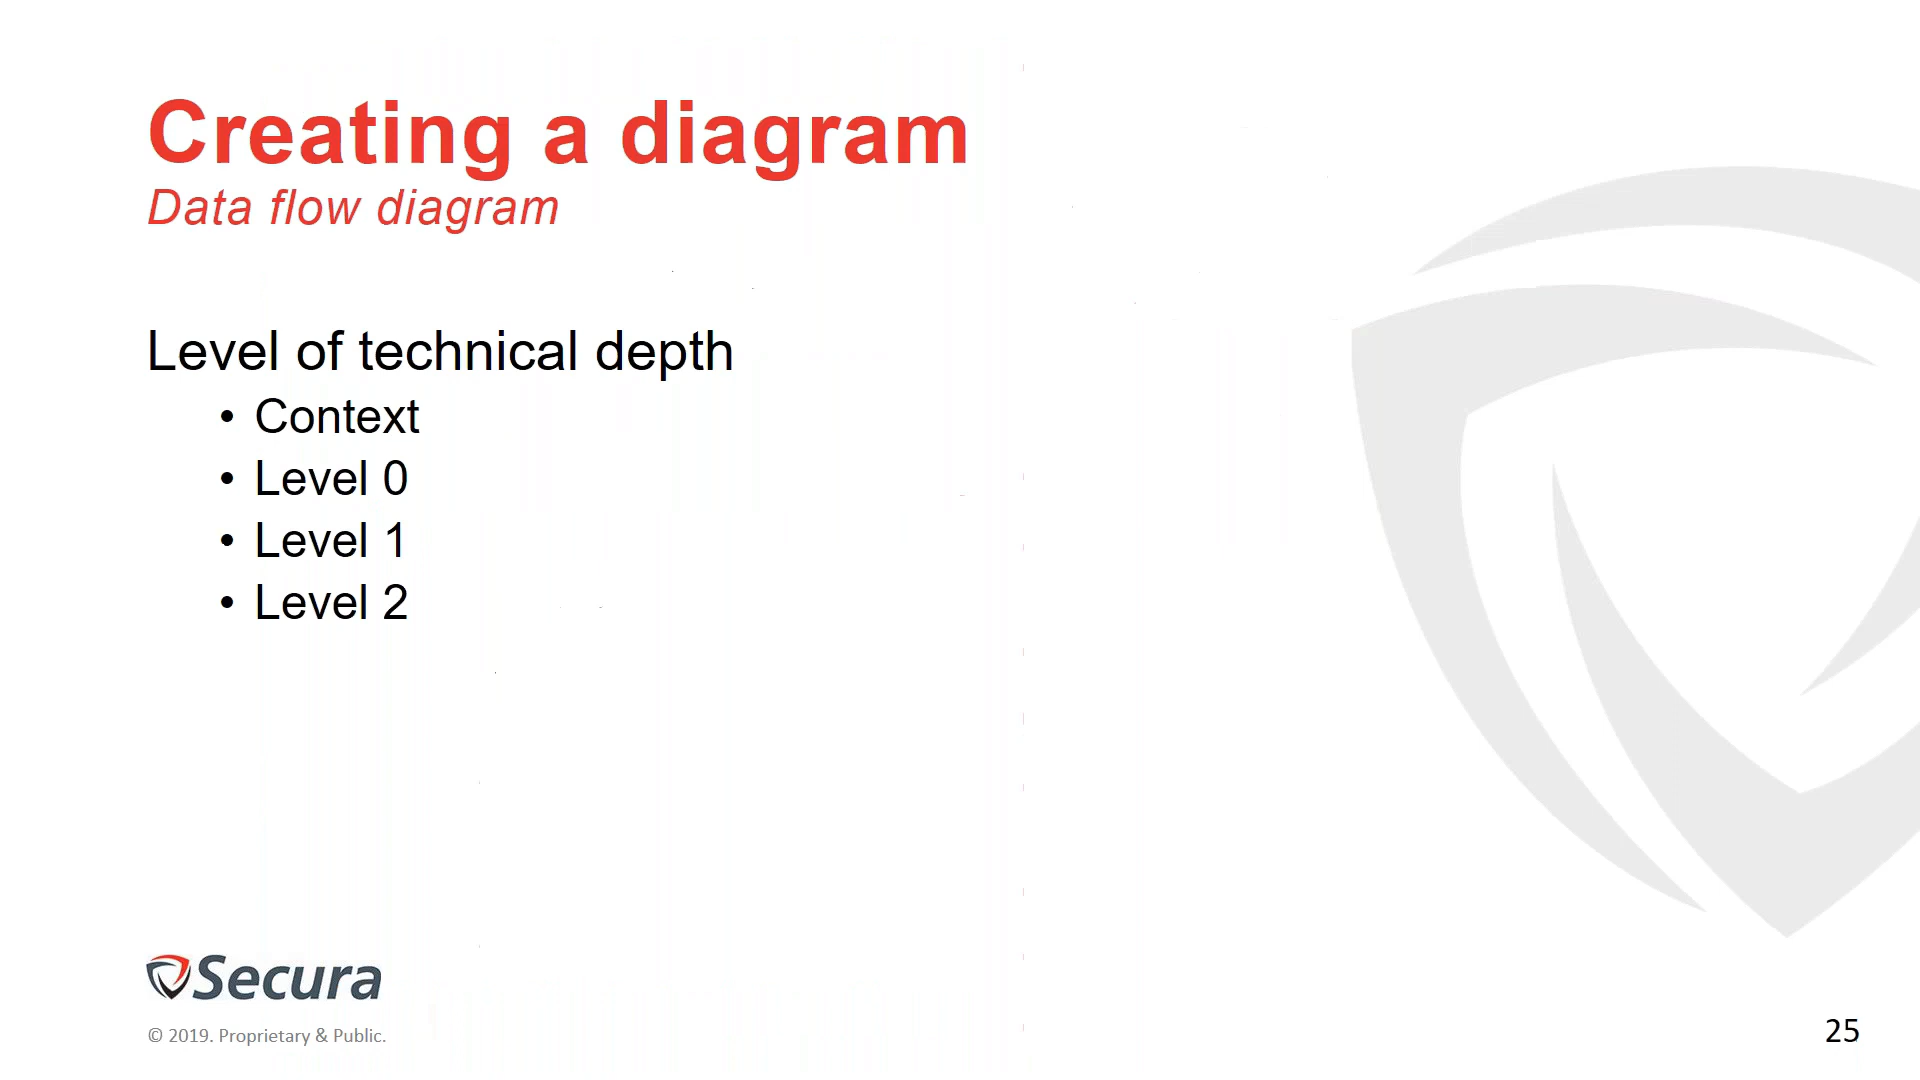 Creating a diagram
Data flow diagram
Level of technical depth
• Context
• Level 0
• Level 1
• Level 2
Secura
© 2019. Proprietary & Public.
25